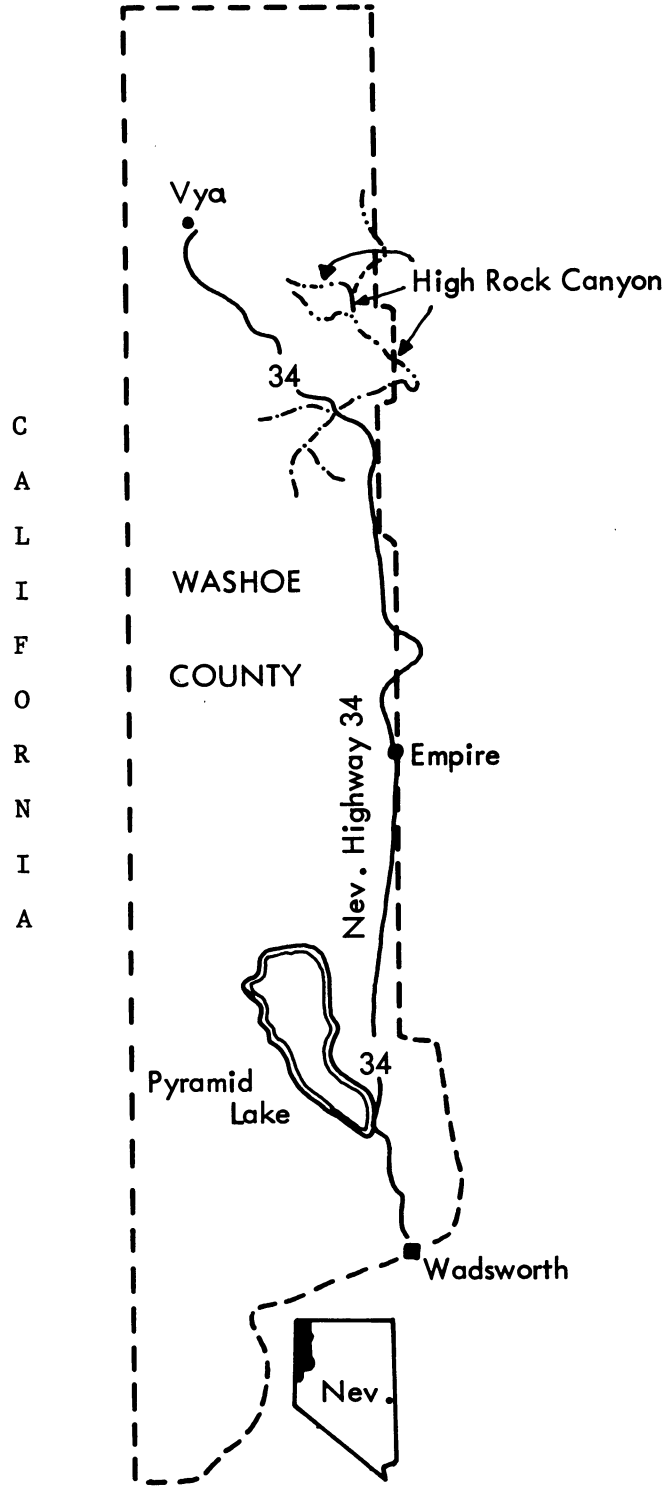 Vya
High Rock Canyon
34
C
A
L
I
F
O
R
N
I
A
WASHOE
COUNTY
Nev. Highway 34
Empire
34
Pyramid
Lake
Wadsworth
Nev.